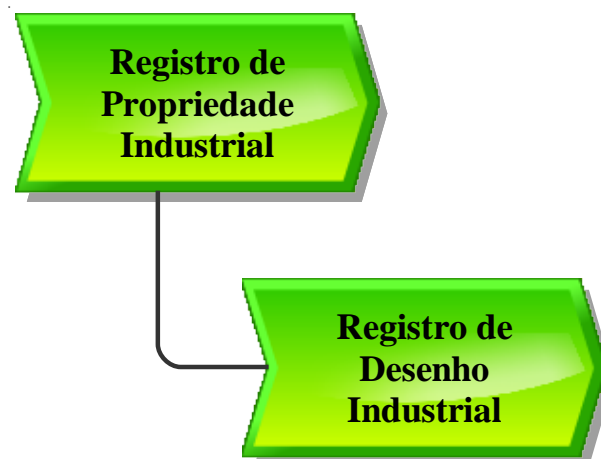 Registro de
Propriedade
Industrial
Registro de
Desenho
Industrial